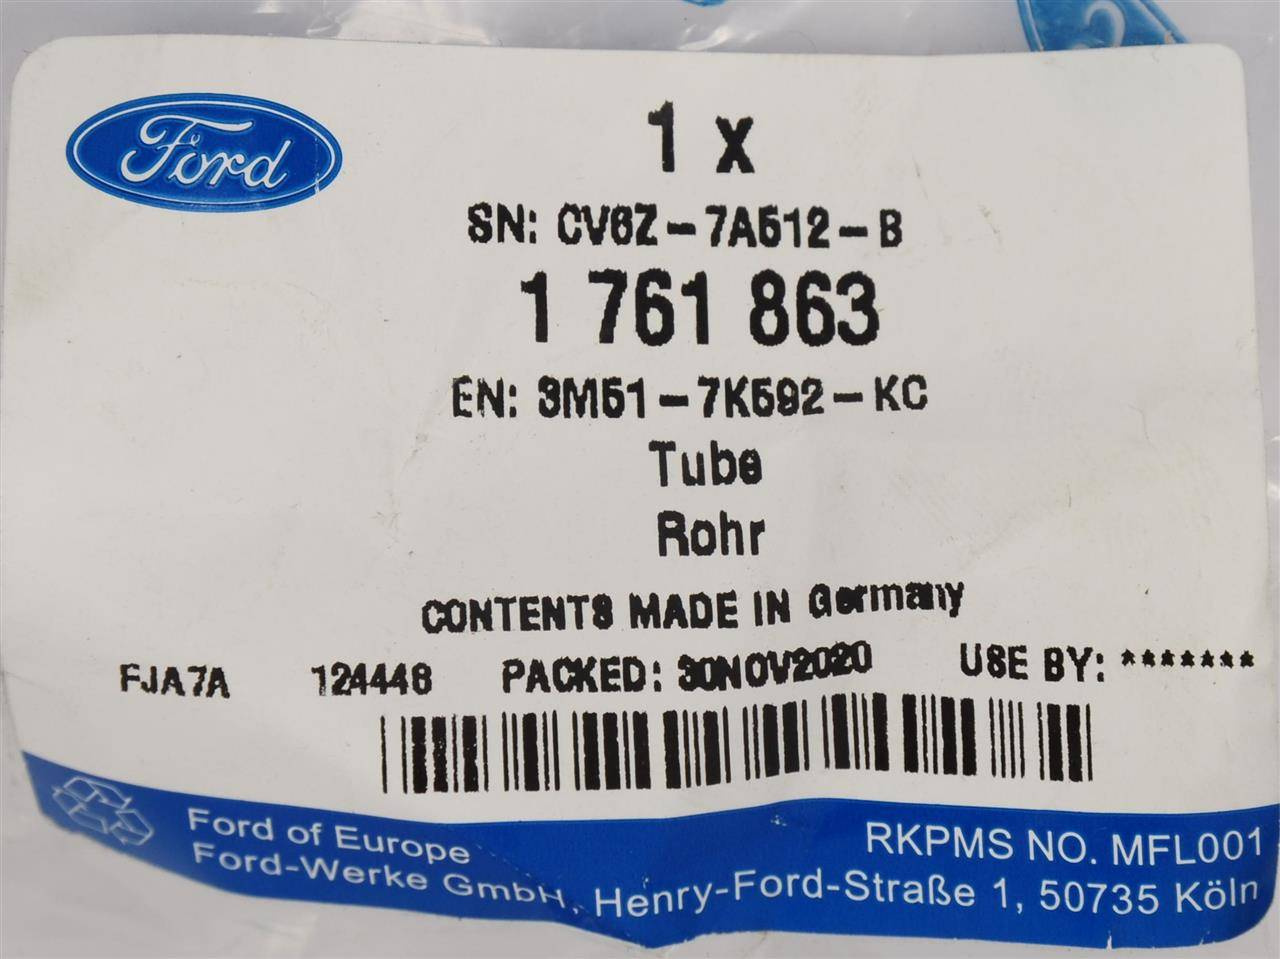 Ford
1 x
SN: CV6Z-7A512-B
1 761 863
EN: 3M51-7K592-KC
Tube
Rohr
CONTENTS MADE IN Germany
FJA7A 124448 PACKED: 30NOV2020 USE BY: *******
RKPMS NO. MFL001
Ford of Europe
Ford-Werke GmbH, Henry-Ford-Straße 1, 50735 Köln